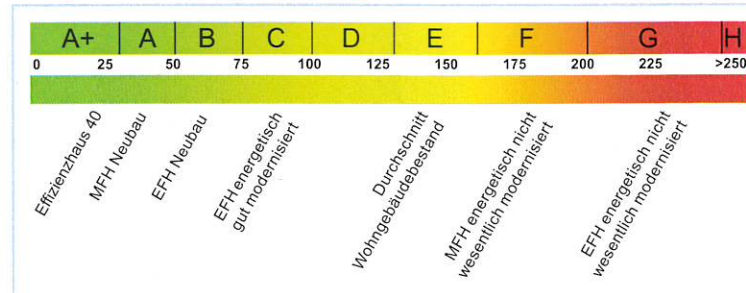 A+ A B C D E F G H
0 25 50 75 100 125 150 175 200 225 >250
Effizienzhaus 40
MFH Neubau
EFH Neubau
EFH energetisch
gut modernisiert
Durchschnitt
Wohngebäudebestand
MFH energetisch nicht
wesentlich modernisiert
EFH energetisch nicht
wesentlich modernisiert